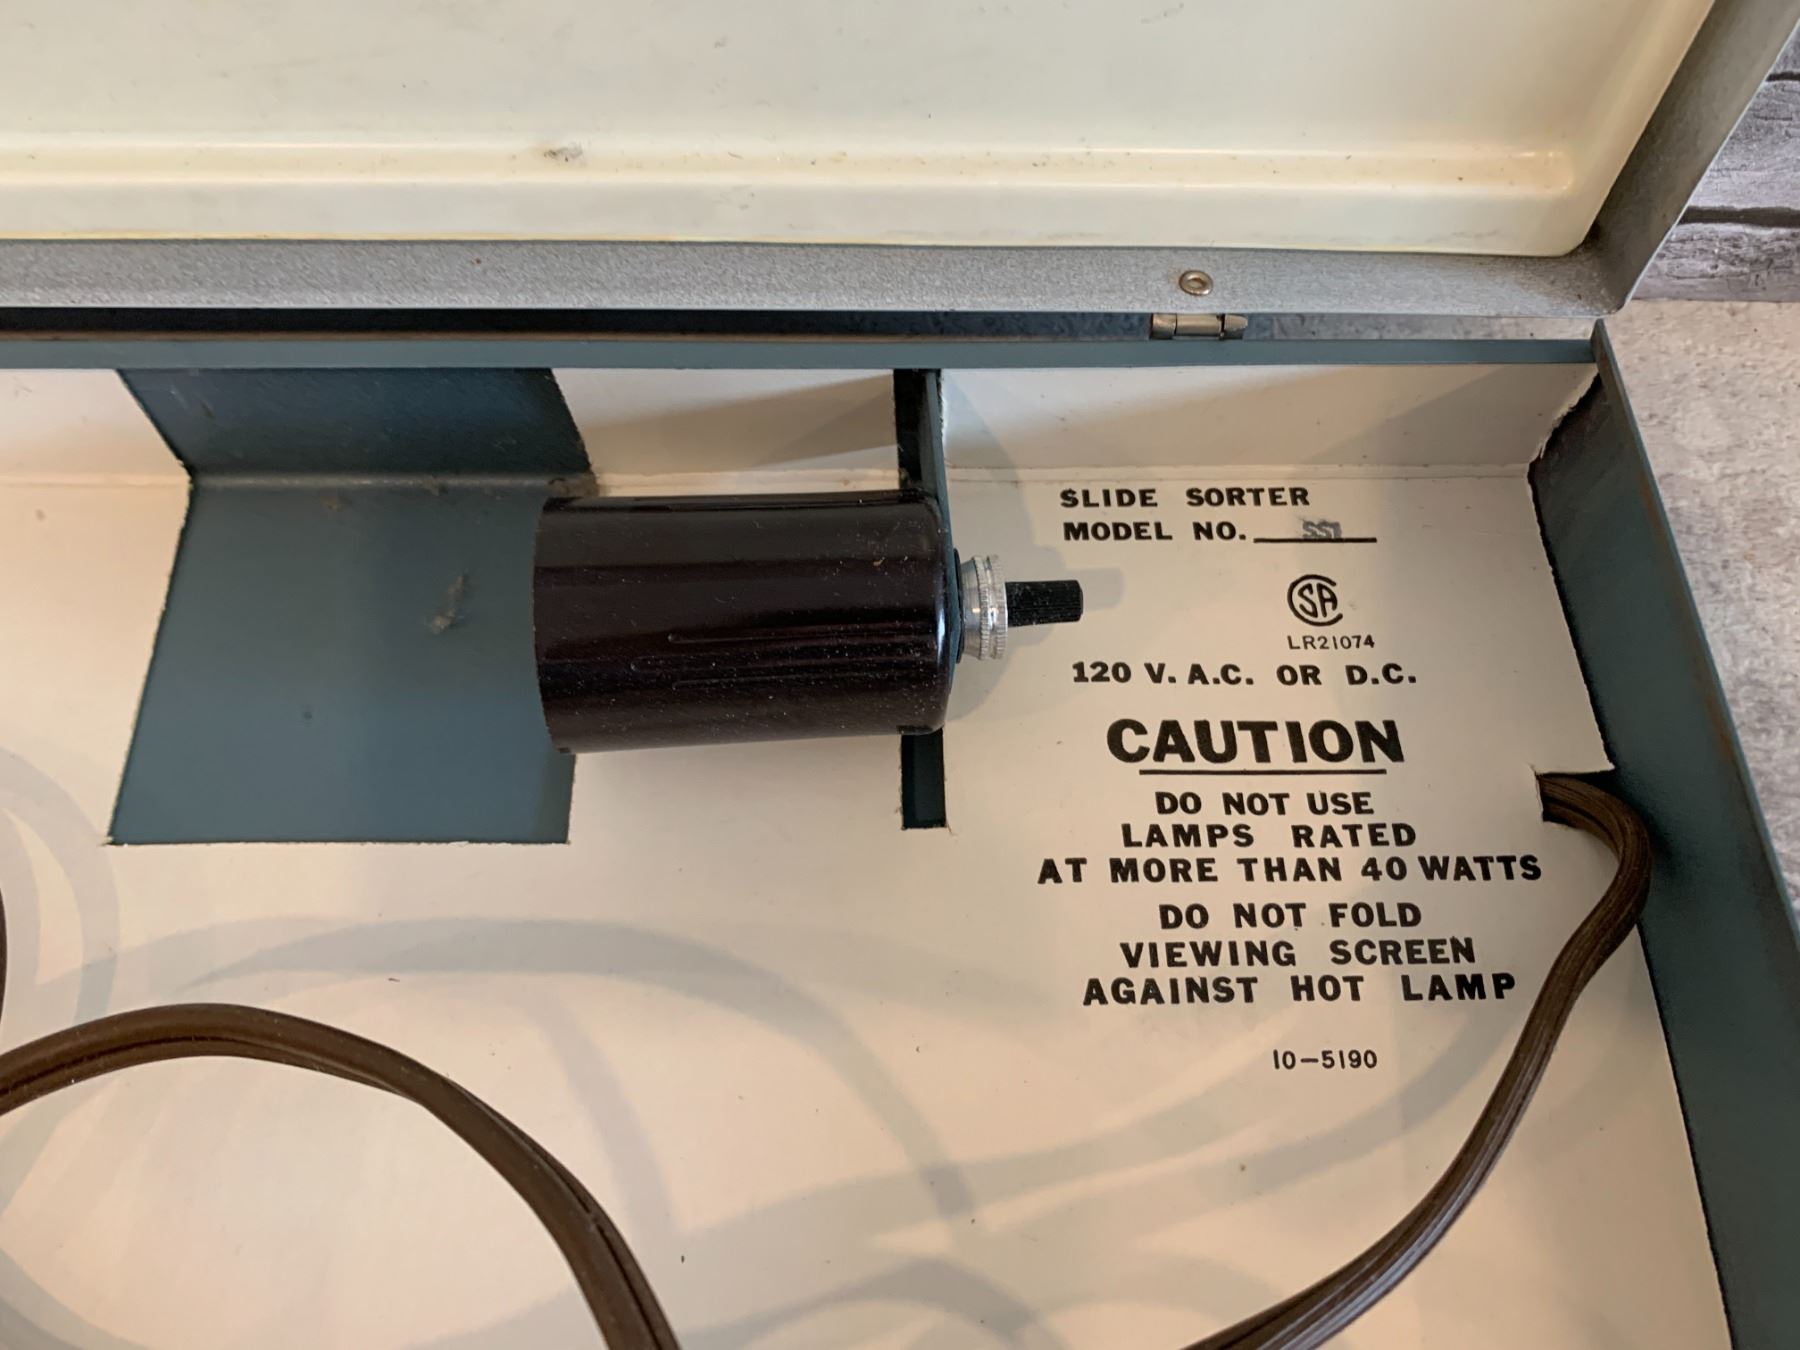 SLIDE SORTER
MODEL NO. SS1
CSA
LR21074
120 V. A.C. OR D.C.
CAUTION
DO NOT USE
LAMPS RATED
AT MORE THAN 40 WATTS
DO NOT FOLD
VIEWING SCREEN
AGAINST HOT LAMP
10-5190